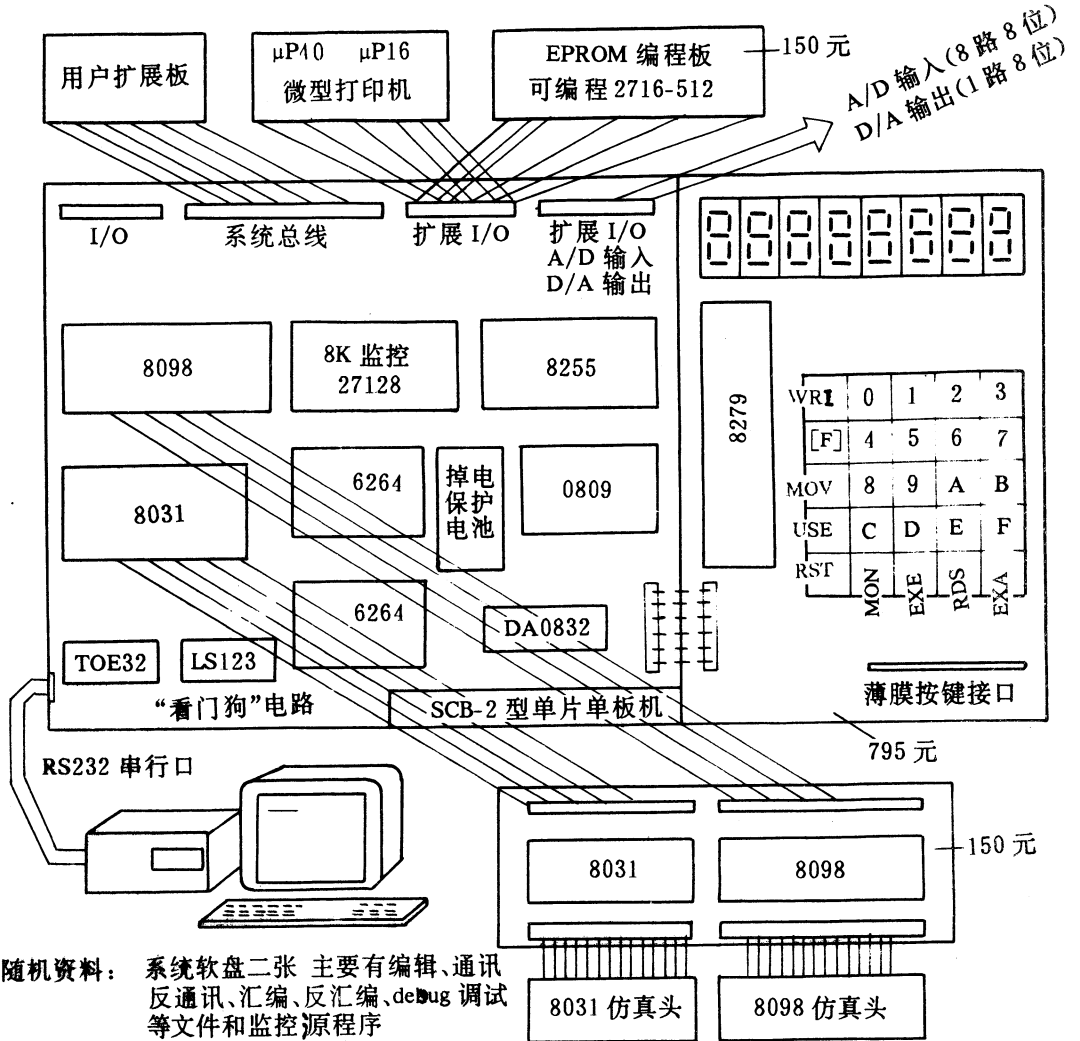 用户扩展板
μP40 μP16
微型打印机
EPROM 编程板
可编程 2716-512
150 元
A/D 输入(8 路 8 位)
D/A 输出(1 路 8 位)
I/O
系统总线
扩展 I/O
扩展 I/O
A/D 输入
D/A 输出
8098
8K 监控
27128
8255
8279
WRI 0 1 2 3
[F] 4 5 6 7
MOV 8 9 A B
USE C D E F
RST MON EXE RDS EXA
8031
6264
掉电
保护
电池
0809
6264
DA0832
TOE32
LS123
“看门狗”电路
SCB-2 型单片单板机
薄膜按键接口
795 元
RS232 串行口
8031
8098
150 元
8031 仿真头
8098 仿真头
随机资料: 系统软盘二张 主要有编辑、通讯
反通讯、汇编、反汇编、debug 调试
等文件和监控源程序